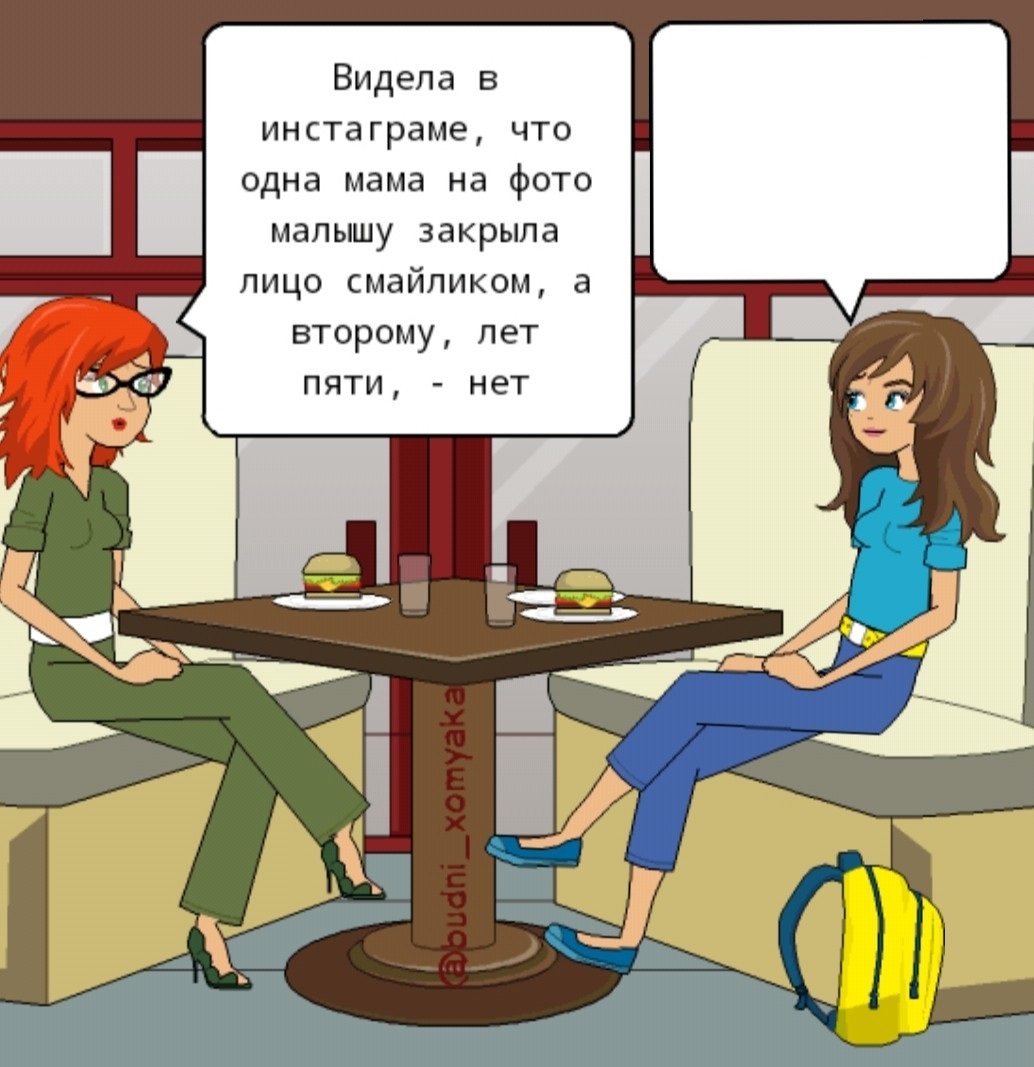 Видела в
инстаграме, что
одна мама на фото
малышу закрыла
лицо смайликом, а
второму, лет
пяти, - нет
@budni_xomyaka